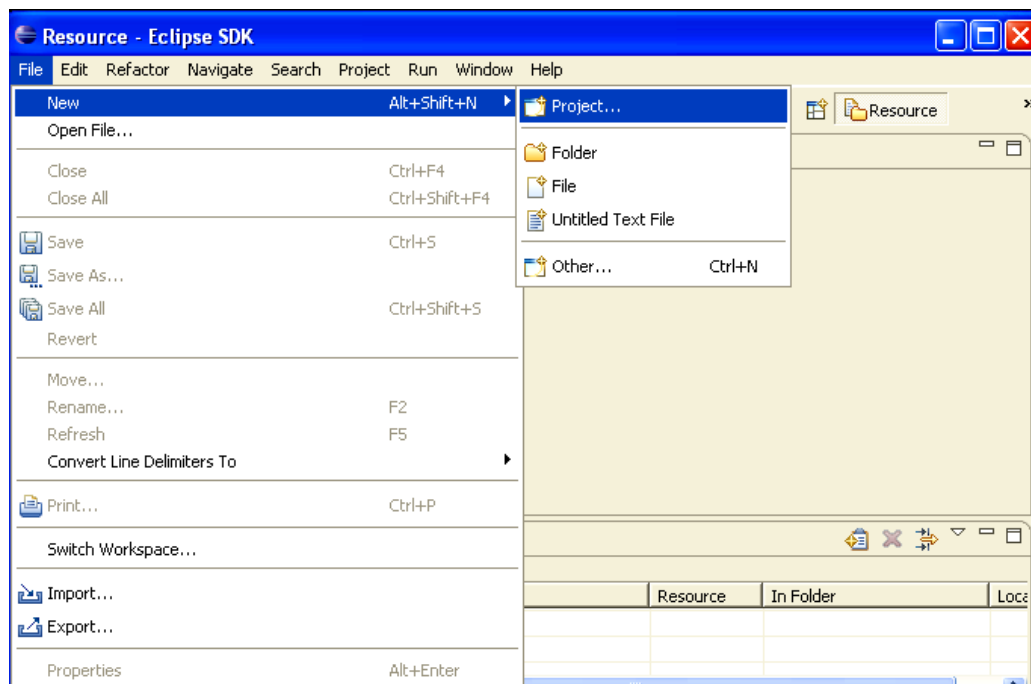 Resource - Eclipse SDK
File Edit Refactor Navigate Search Project Run Window Help
New Alt+Shift+N
Open File...
Close Ctrl+F4
Close All Ctrl+Shift+F4
Save Ctrl+S
Save As...
Save All Ctrl+Shift+S
Revert
Move...
Rename... F2
Refresh F5
Convert Line Delimiters To
Print... Ctrl+P
Switch Workspace...
Import...
Export...
Properties Alt+Enter
Project...
Folder
File
Untitled Text File
Other... Ctrl+N
Resource
Resource In Folder Loca